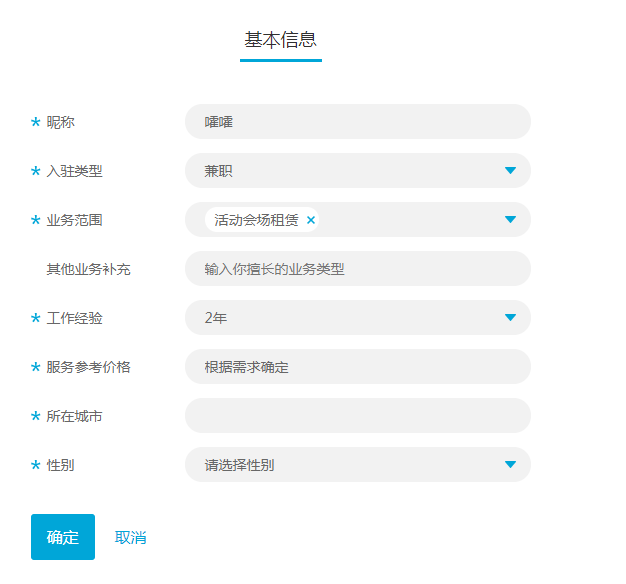 基本信息
* 昵称 嚾嚾
* 入驻类型 兼职
* 业务范围 活动会场租赁 ×
其他业务补充 输入你擅长的业务类型
* 工作经验 2年
* 服务参考价格 根据需求确定
* 所在城市
* 性别 请选择性别
确定 取消